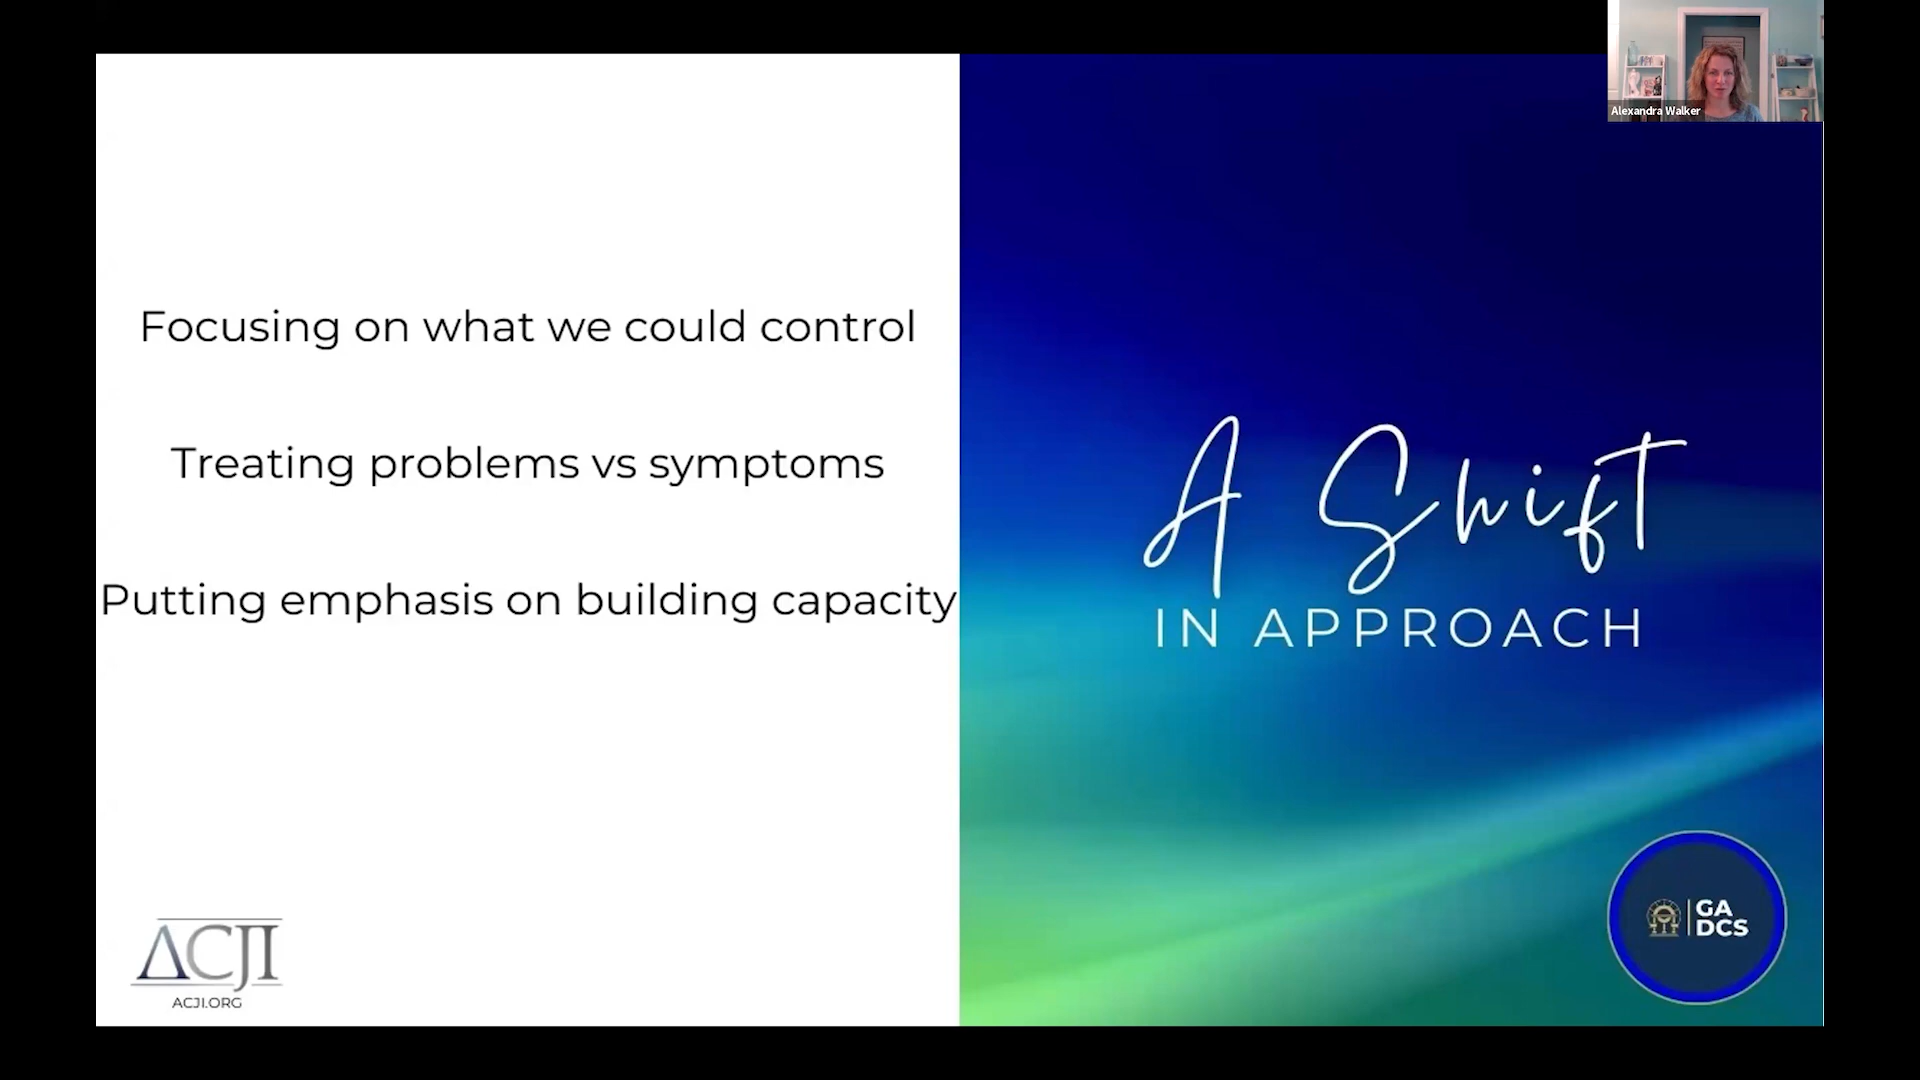 Alexandra Walker
Focusing on what we could control
Treating problems vs symptoms
Putting emphasis on building capacity
A Shift
IN APPROACH
ACJI
ACJI.ORG
GA
DCS